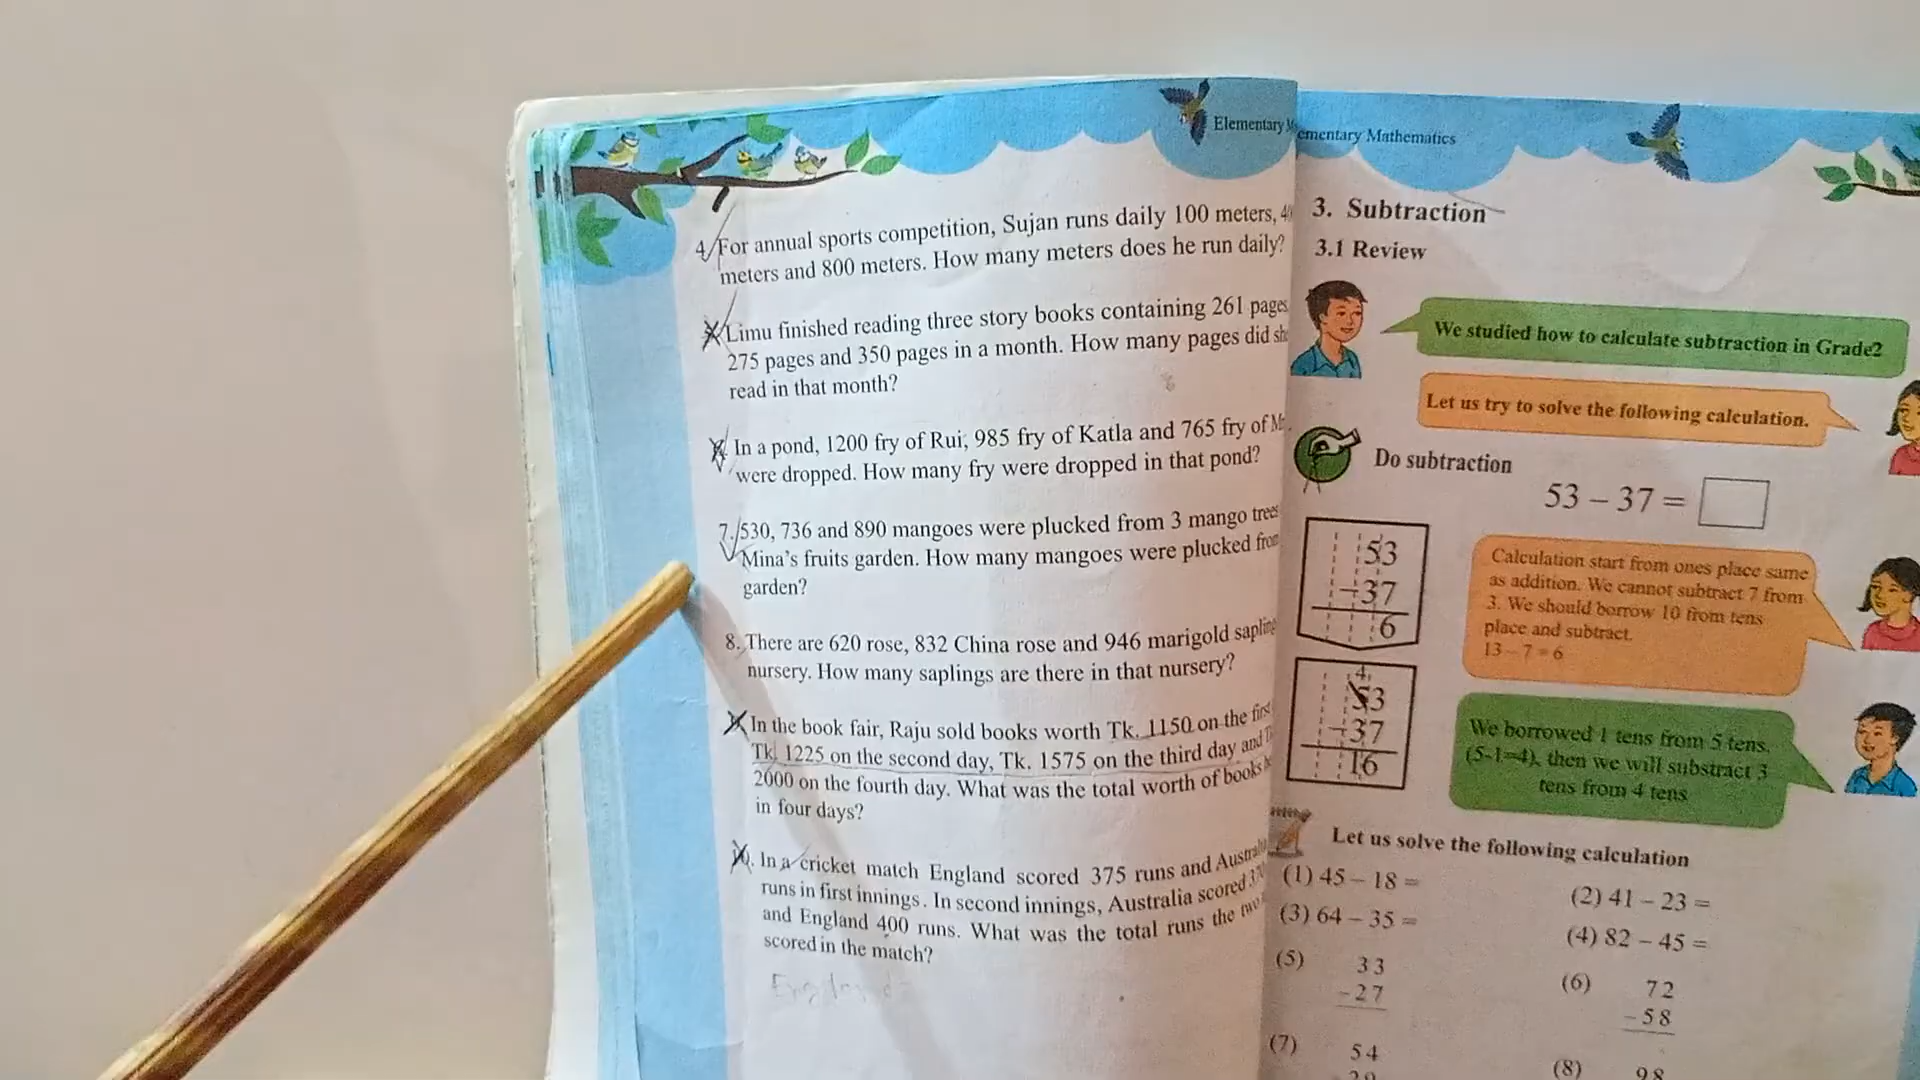 Elementary
4. For annual sports competition, Sujan runs daily 100 meters,
meters and 800 meters. How many meters does he run daily?
Limu finished reading three story books containing 261 pages
275 pages and 350 pages in a month. How many pages did
read in that month?
In a pond, 1200 fry of Rui, 985 fry of Katla and 765 fry of
were dropped. How many fry were dropped in that pond?
7. 530, 736 and 890 mangoes were plucked from 3 mango trees
Mina's fruits garden. How many mangoes were plucked from
garden?
8. There are 620 rose, 832 China rose and 946 marigold
nursery. How many saplings are there in that nursery?
In the book fair, Raju sold books worth Tk. 1150 on the first
Tk. 1225 on the second day, Tk. 1575 on the third day and
2000 on the fourth day. What was the total worth of books
in four days?
In a cricket match England scored 375 runs and
runs in first innings. In second innings, Australia scored
and England 400 runs. What was the total runs the two
scored in the match?
ementary Mathematics
3. Subtraction
3.1 Review
We studied how to calculate subtraction in Grade2
Let us try to solve the following calculation.
Do subtraction
53 – 37 =
53
–37
6
Calculation start from ones place same
as addition. We cannot subtract 7 from
3. We should borrow 10 from tens
place and subtract.
13 – 7 = 6
4
53
–37
16
We borrowed 1 tens from 5 tens,
(5-1=4), then we will substract 3
tens from 4 tens
Let us solve the following calculation
(1) 45 – 18 =
(2) 41 – 23 =
(3) 64 – 35 =
(4) 82 – 45 =
(5) 33
–27
(6) 72
–58
(7) 54
(8) 98